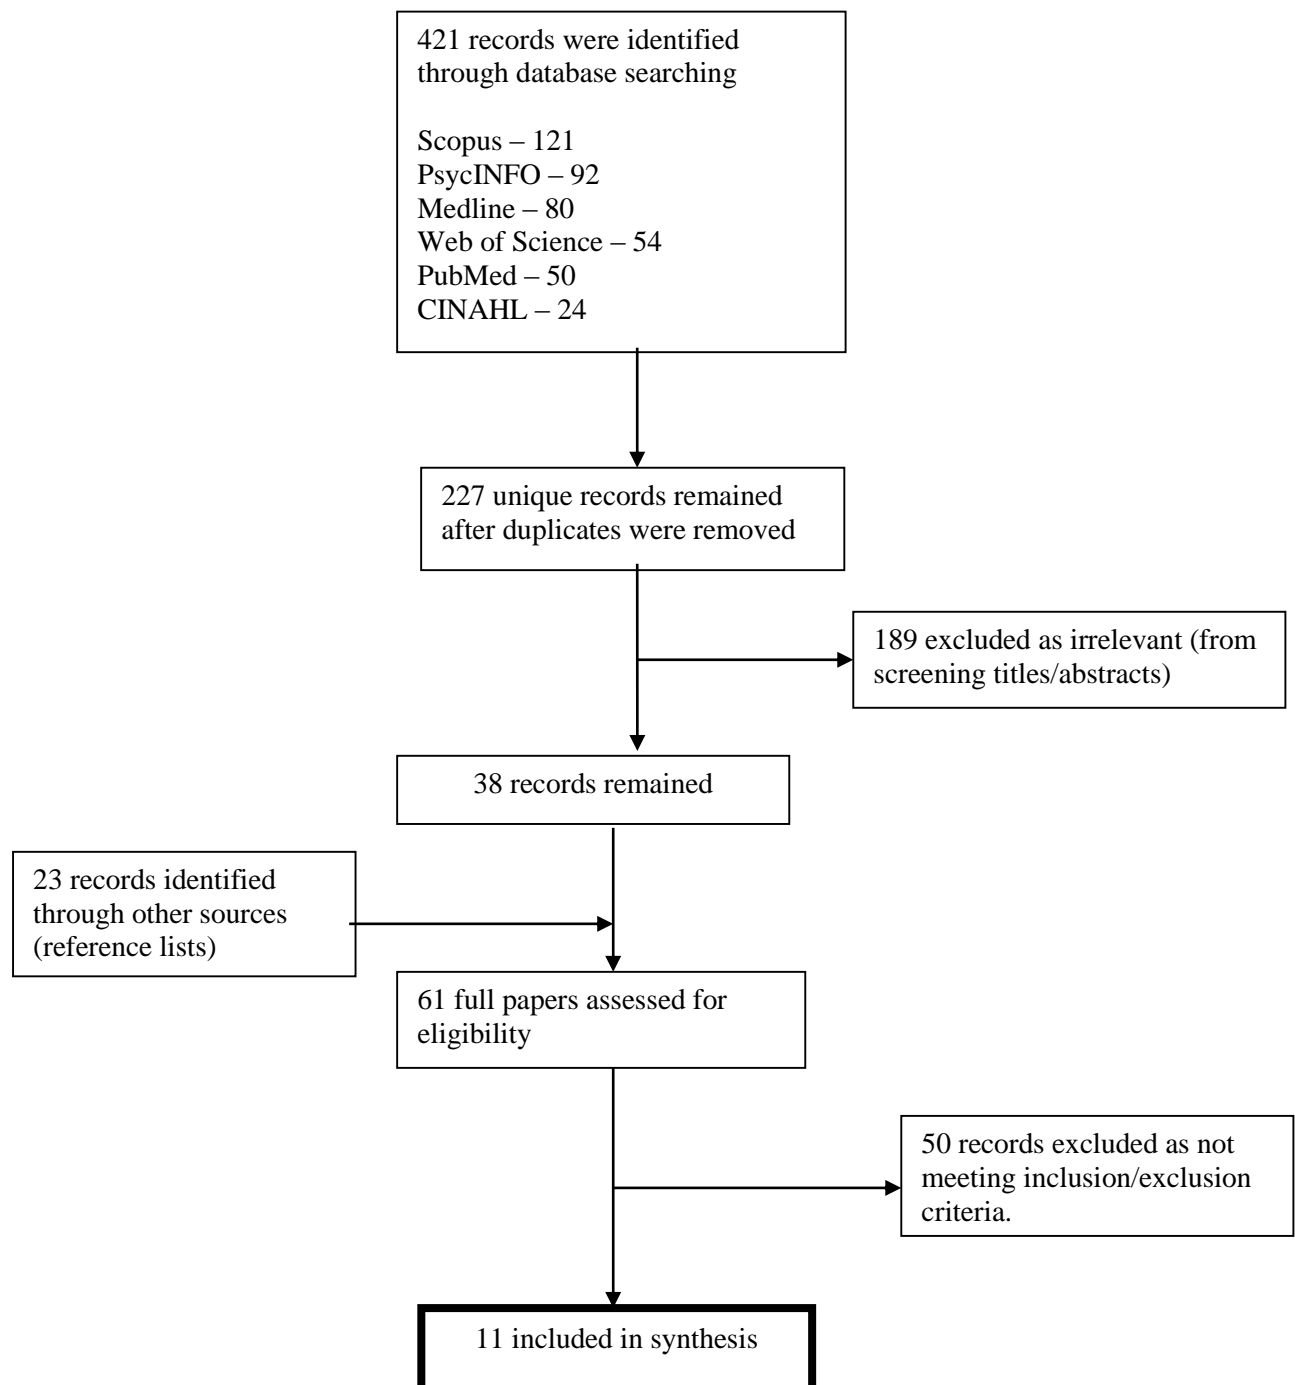 421 records were identified
through database searching
Scopus – 121
PsycINFO – 92
Medline – 80
Web of Science – 54
PubMed – 50
CINAHL – 24
227 unique records remained
after duplicates were removed
189 excluded as irrelevant (from
screening titles/abstracts)
38 records remained
23 records identified
through other sources
(reference lists)
61 full papers assessed for
eligibility
50 records excluded as not
meeting inclusion/exclusion
criteria.
11 included in synthesis